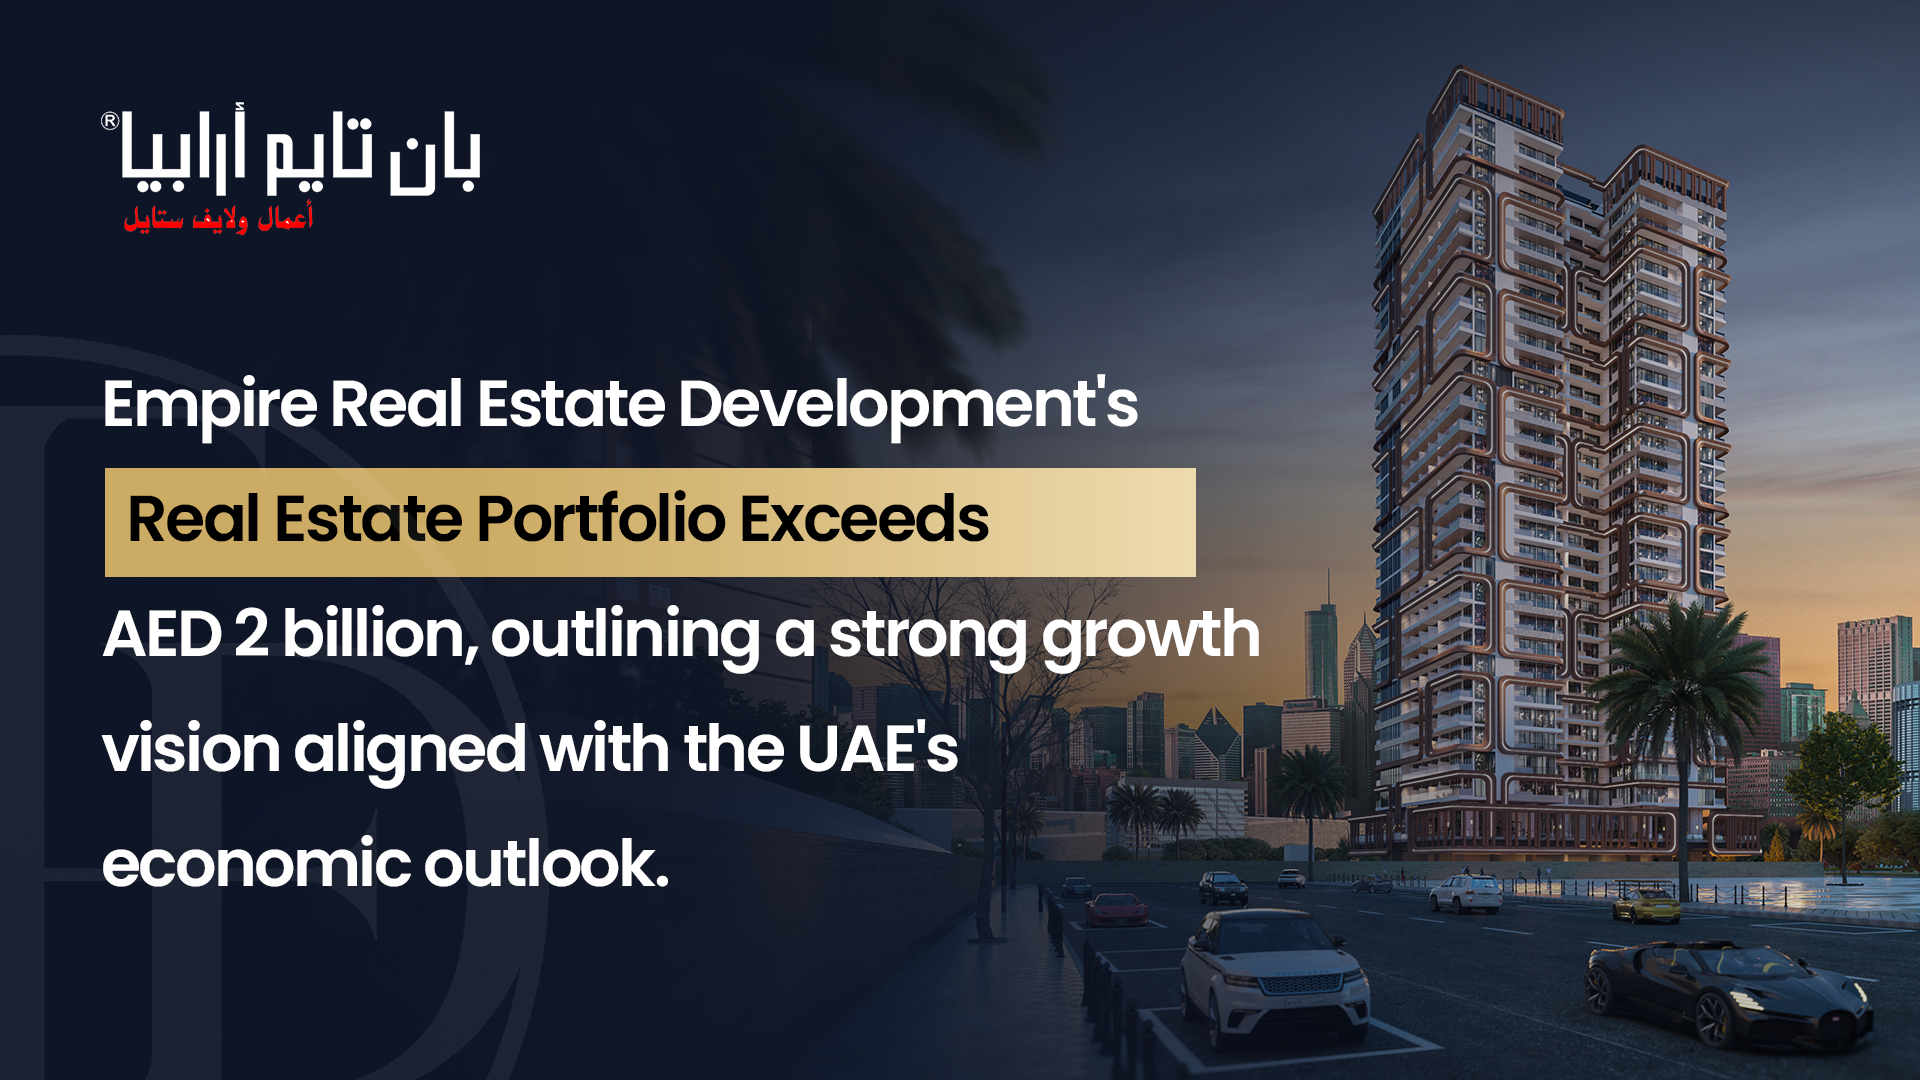 بان تايم أرابيا®
أعمال ولايف ستايل
Empire Real Estate Development's
Real Estate Portfolio Exceeds
AED 2 billion, outlining a strong growth
vision aligned with the UAE's
economic outlook.